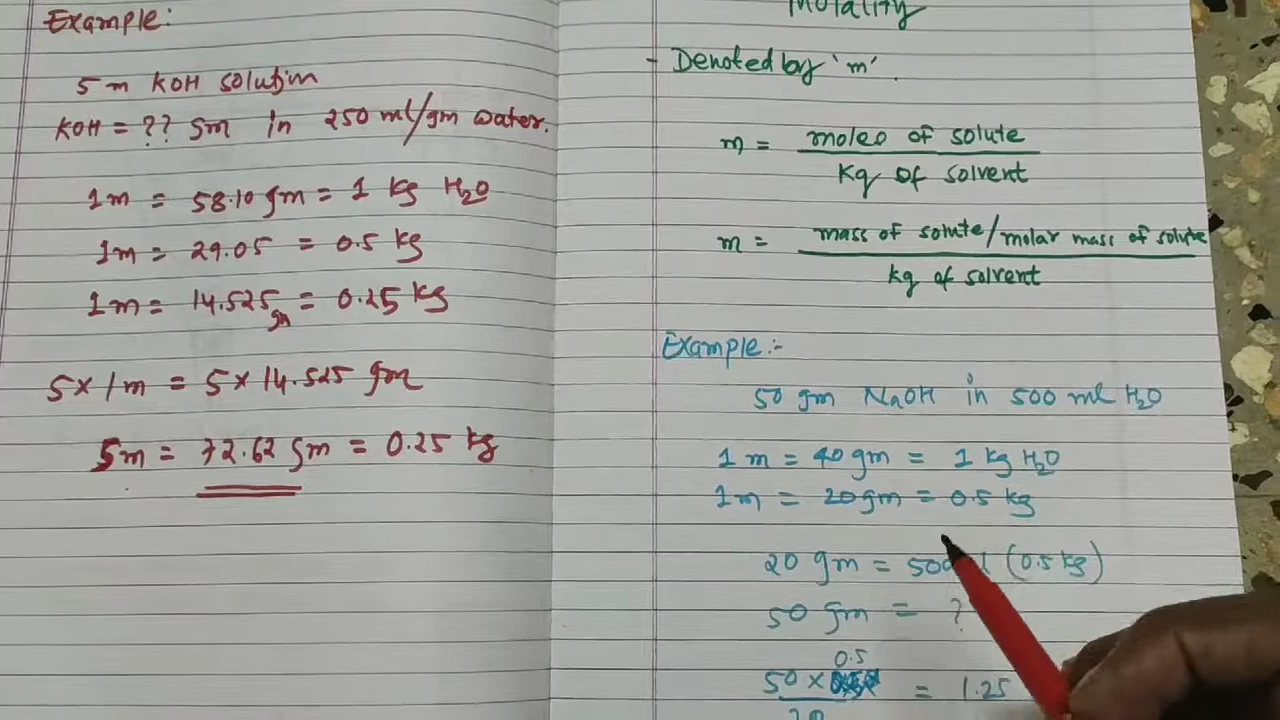 Example:
5 m KOH solution
KOH = ?? 5m in 250 ml/gm water.
1m = 58.10 gm = 1 kg H₂O
1m = 29.05 = 0.5 kg
1m = 14.525 gm = 0.25 kg
5 × 1m = 5 × 14.525 gm
5m = 72.62 gm = 0.25 kg
Molality
- Denoted by 'm'.
m = moles of solute
Kg of solvent
m = mass of solute/molar mass of solute
kg of solvent
Example:-
50 gm NaOH in 500 ml H₂O
1 m = 40 gm = 1 kg H₂O
1m = 20 gm = 0.5 kg
20 gm = (0.5 kg)
50 gm = ?
0.5
50 × = 1.25
20